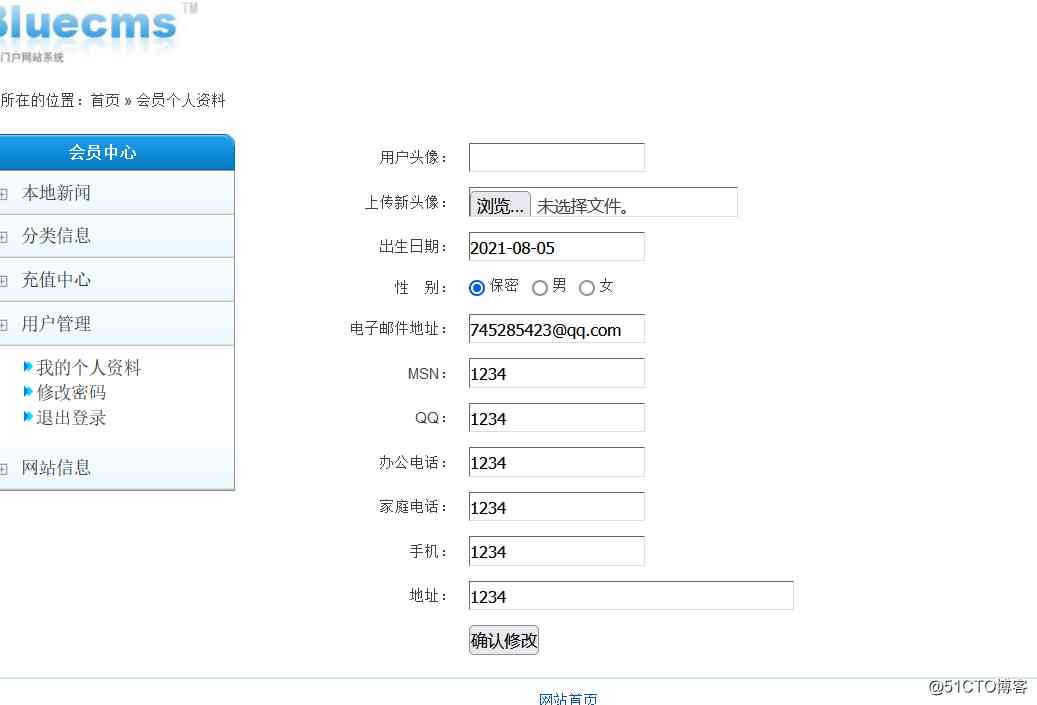 Bluecms TM
门户网站系统
所在的位置：首页 » 会员个人资料
会员中心
本地新闻
分类信息
充值中心
用户管理
我的个人资料
修改密码
退出登录
网站信息
用户头像：
上传新头像： 浏览... 未选择文件。
出生日期： 2021-08-05
性 别： 保密 男 女
电子邮件地址： 745285423@qq.com
MSN： 1234
QQ： 1234
办公电话： 1234
家庭电话： 1234
手机： 1234
地址： 1234
确认修改
网站首页
@51CTO博客